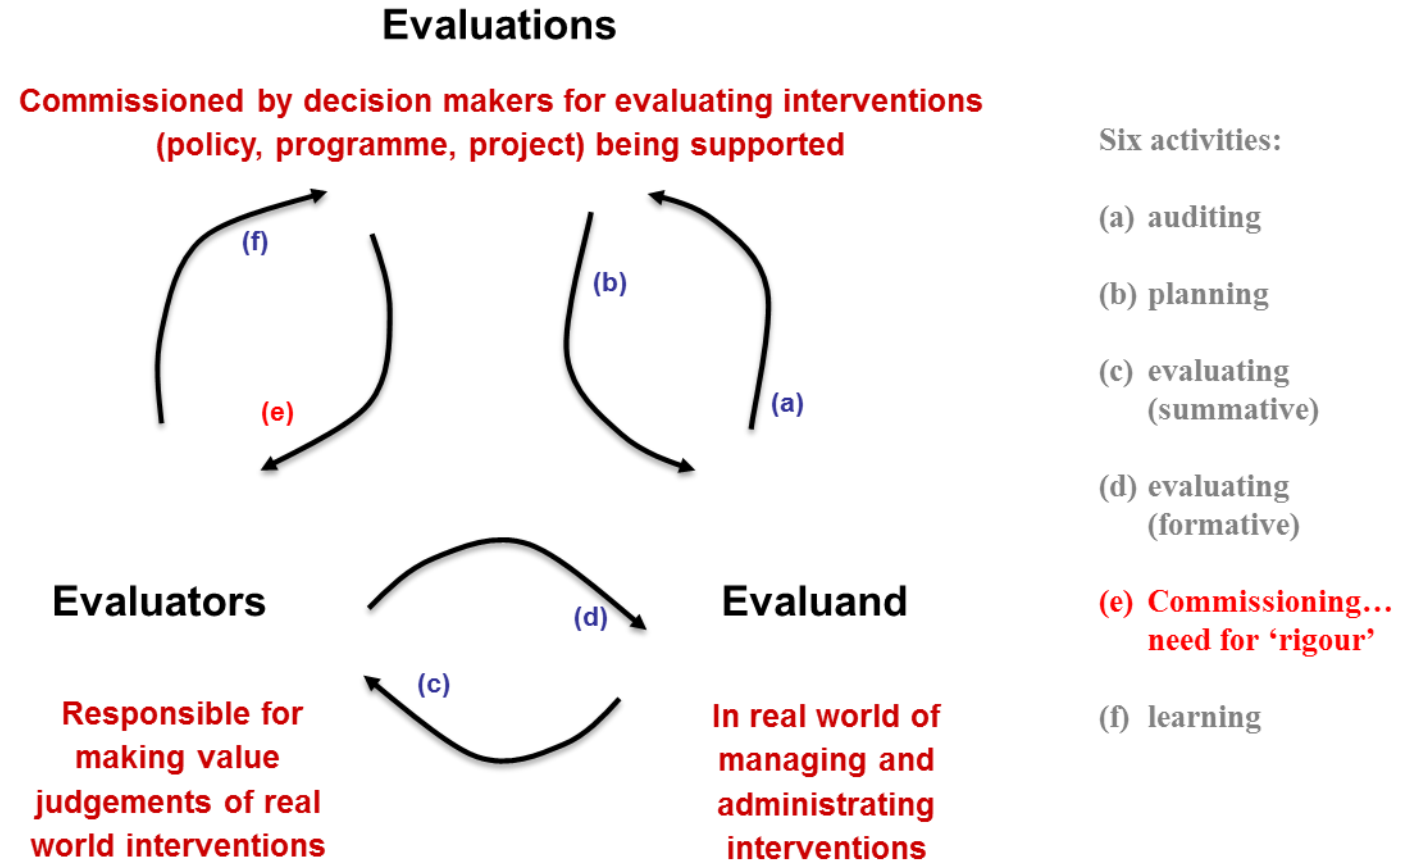 Evaluations
Commissioned by decision makers for evaluating interventions
(policy, programme, project) being supported
(f)
(b)
(e)
(a)
Evaluators
Evaluand
(d)
(c)
Responsible for
making value
judgements of real
world interventions
In real world of
managing and
administrating
interventions
Six activities:
(a) auditing
(b) planning
(c) evaluating
(summative)
(d) evaluating
(formative)
(e) Commissioning…
need for ‘rigour’
(f) learning